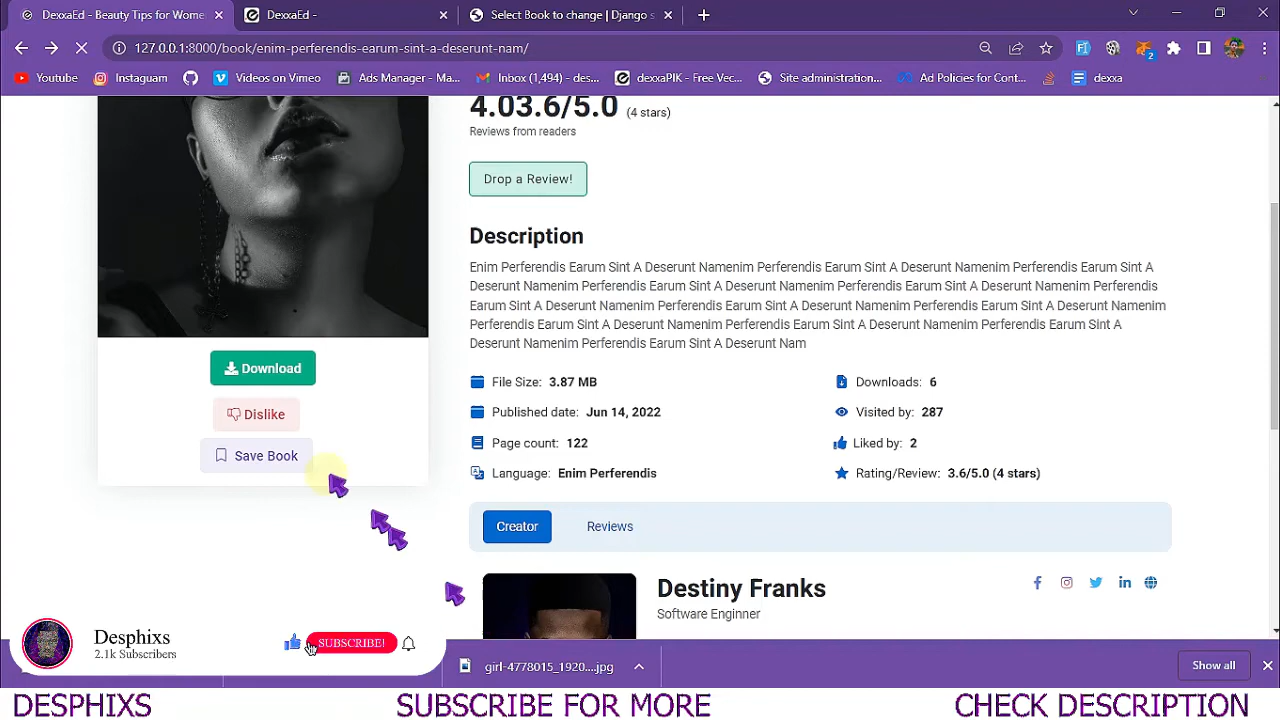 DexxaEd - Beauty Tips for Wome
DexxaEd -
Select Book to change | Django s
127.0.0.1:8000/book/enim-perferendis-earum-sint-a-deserunt-nam/
Youtube
Instaguam
Videos on Vimeo
Ads Manager - Ma...
Inbox (1,494) - des...
dexxaPIK - Free Vec...
Site administration...
Ad Policies for Cont...
dexxa
2
4.03.6/5.0 (4 stars)
Reviews from readers
Drop a Review!
Description
Enim Perferendis Earum Sint A Deserunt Namenim Perferendis Earum Sint A Deserunt Namenim Perferendis Earum Sint A
Deserunt Namenim Perferendis Earum Sint A Deserunt Namenim Perferendis Earum Sint A Deserunt Namenim Perferendis
Earum Sint A Deserunt Namenim Perferendis Earum Sint A Deserunt Namenim Perferendis Earum Sint A Deserunt Namenim
Perferendis Earum Sint A Deserunt Namenim Perferendis Earum Sint A Deserunt Namenim Perferendis Earum Sint A
Deserunt Namenim Perferendis Earum Sint A Deserunt Nam
Download
Dislike
Save Book
File Size: 3.87 MB
Downloads: 6
Published date: Jun 14, 2022
Visited by: 287
Page count: 122
Liked by: 2
Language: Enim Perferendis
Rating/Review: 3.6/5.0 (4 stars)
Creator
Reviews
Destiny Franks
Software Enginner
Desphixs
2.1k Subscribers
SUBSCRIBE!
girl-4778015_1920....jpg
Show all
DESPHIXS
SUBSCRIBE FOR MORE
CHECK DESCRIPTION